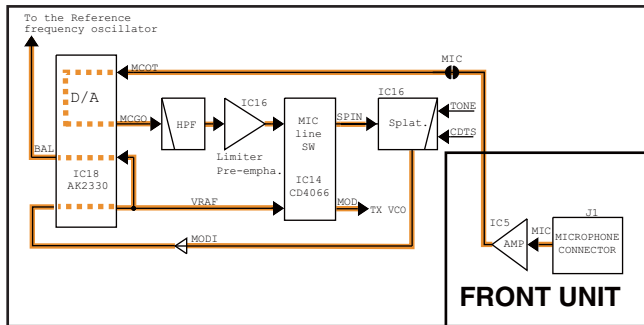 To the Reference
frequency oscillator
MCOT
MIC
D/A
IC16
IC16
TONE
MCGO
HPF
MIC
line
SW
SPIN
Splat.
CDTS
BAL
Limiter
Pre-empha.
IC18
AK2330
IC14
CD4066
VRAF
MOD
TX VCO
MODI
IC5
AMP
MIC
J1
MICROPHONE
CONNECTOR
FRONT UNIT